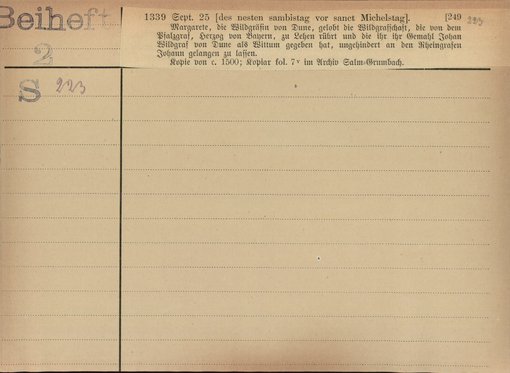 Beiheft
2
S 223
1339 Sept. 25 [des nesten sambistag vor sanct Michelstag]. [249 223
Margarete, die Wildgräfin von Dune, gelobt die Wildgrafschaft, die von dem
Pfalzgraf, Herzog von Bayern, zu Lehen rührt und die ihr ihr Gemahl Johan
Wildgraf von Dune als Wittum gegeben hat, ungehindert an den Rheingrafen
Johann gelangen zu lassen.
Kopie von c. 1500; Kopiar fol. 7v im Archiv Salm-Grumbach.